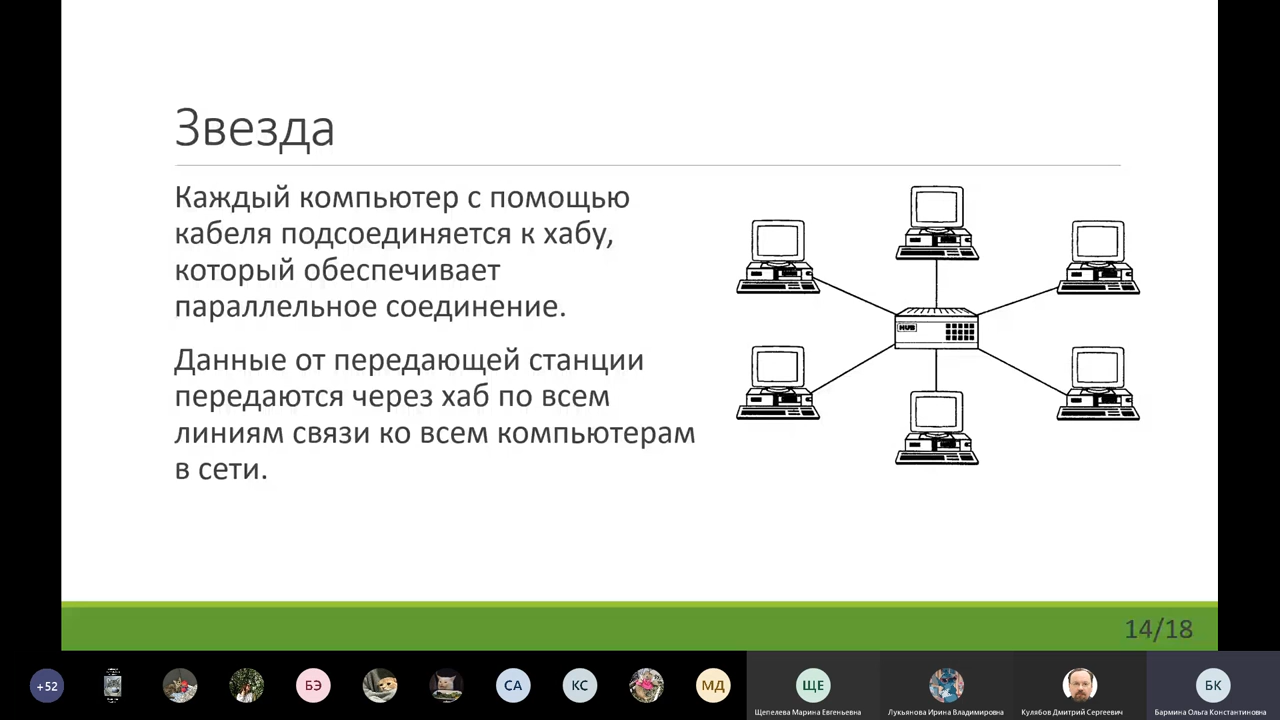 Звезда
Каждый компьютер с помощью
кабеля подсоединяется к хабу,
который обеспечивает
параллельное соединение.
Данные от передающей станции
передаются через хаб по всем
линиям связи ко всем компьютерам
в сети.
HUB
14/18
+52
БЭ
СА
КС
МД
ЩЕ
БК
Щепелева Марина Евгеньевна
Лукьянова Ирина Владимировна
Кулябов Дмитрий Сергеевич
Бармина Ольга Константиновна